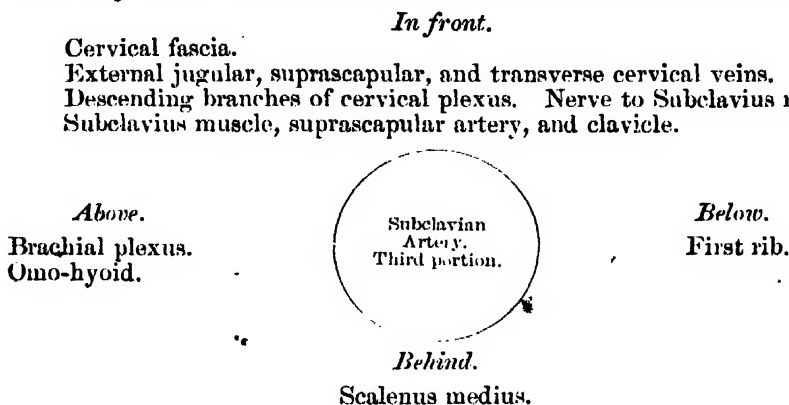 In front.
Cervical fascia.
External jugular, suprascapular, and transverse cervical veins.
Descending branches of cervical plexus. Nerve to Subclavius
Subclavius muscle, suprascapular artery, and clavicle.
Above.
Brachial plexus.
Omo-hyoid.
Subclavian
Artery.
Third portion.
Below.
First rib.
Behind.
Scalenus medius.